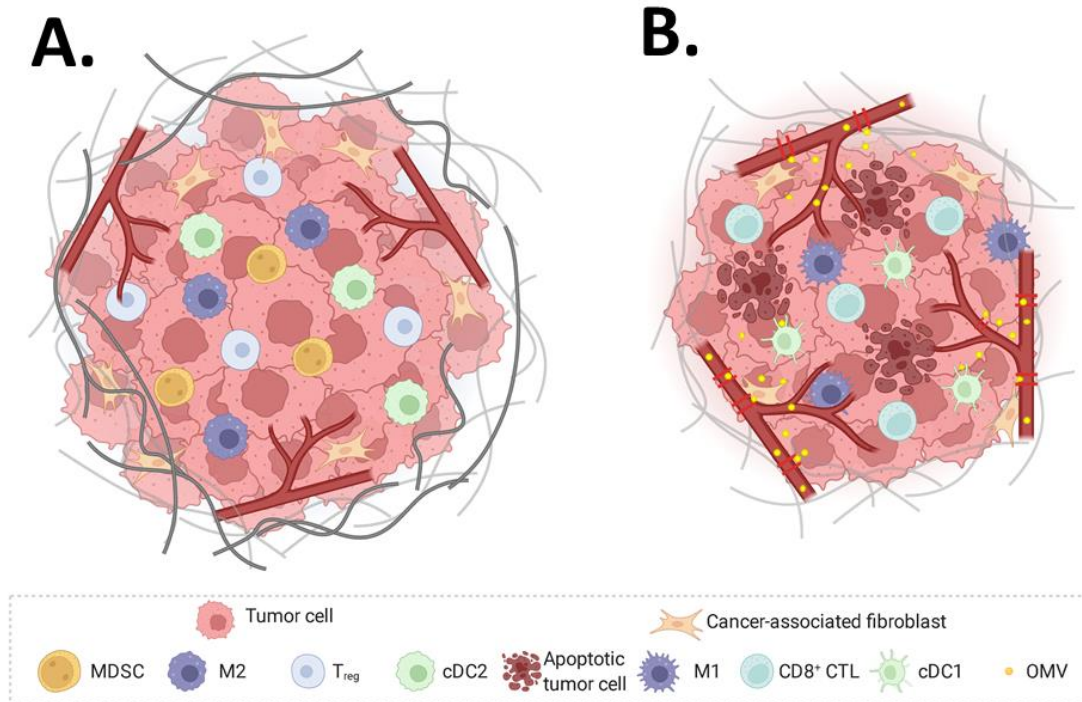 A.
B.
Tumor cell
Cancer-associated fibroblast
MDSC
M2
Treg
cDC2
Apoptotic
tumor cell
M1
CD8⁺ CTL
cDC1
OMV